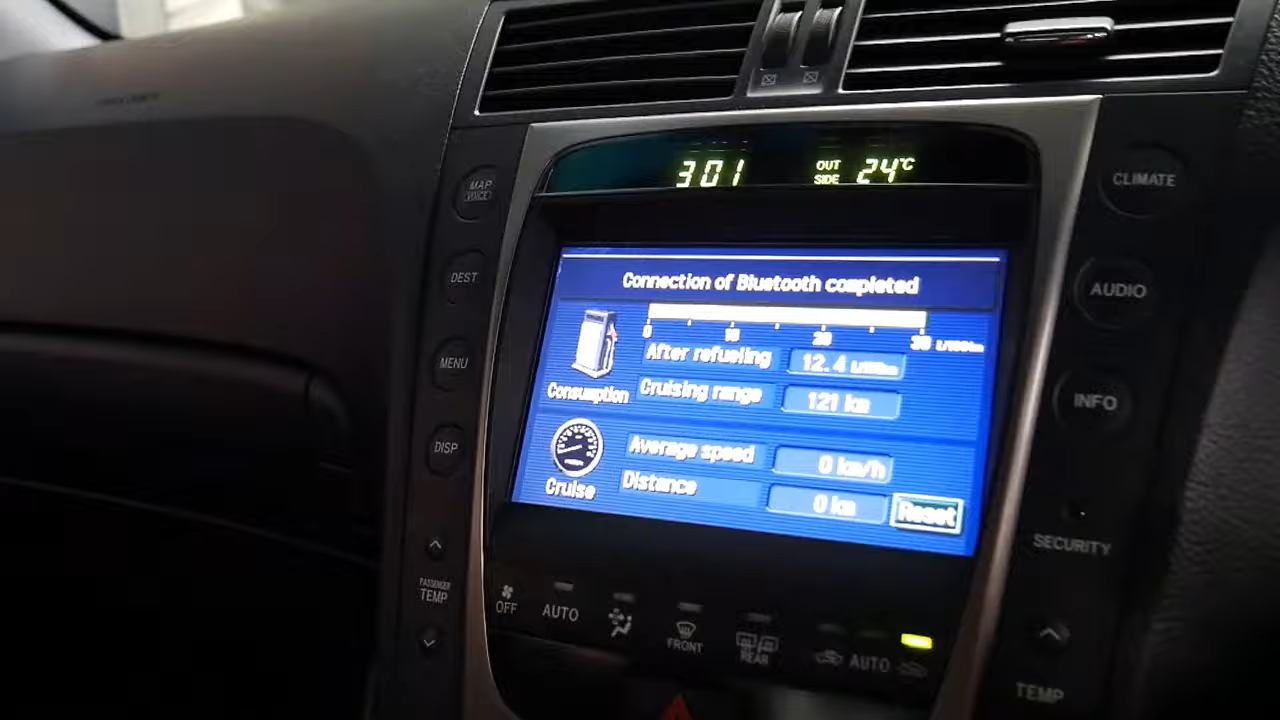 301 OUT SIDE 24°C
MAP VOICE
DEST
MENU
DISP
PASSENGER TEMP
CLIMATE
AUDIO
INFO
SECURITY
TEMP
Connection of Bluetooth completed
0 10 20 30 L/100km
After refueling 12.4 L/100km
Consumption
Cruising range 121 km
Average speed 0 km/h
Cruise
Distance 0 km Reset
OFF AUTO FRONT REAR AUTO